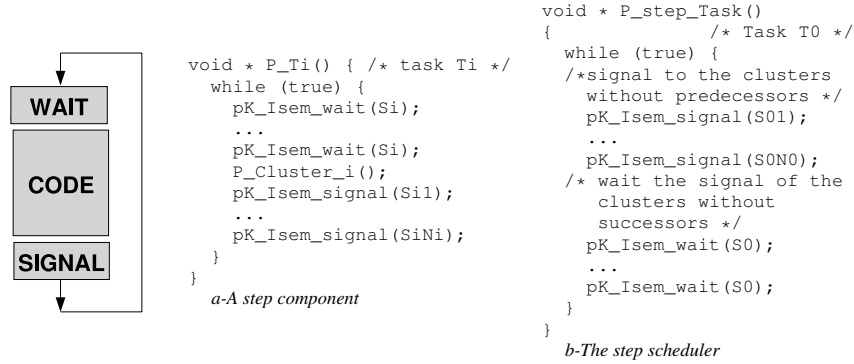 WAIT
CODE
SIGNAL
void * P_Ti() { /* task Ti */
while (true) {
pK_Isem_wait(Si);
...
pK_Isem_wait(Si);
P_Cluster_i();
pK_Isem_signal(Si1);
...
pK_Isem_signal(SiNi);
}
}
a-A step component
void * P_step_Task()
{ /* Task T0 */
while (true) {
/*signal to the clusters
without predecessors */
pK_Isem_signal(S01);
...
pK_Isem_signal(S0N0);
/* wait the signal of the
clusters without
successors */
pK_Isem_wait(S0);
...
pK_Isem_wait(S0);
}
}
b-The step scheduler